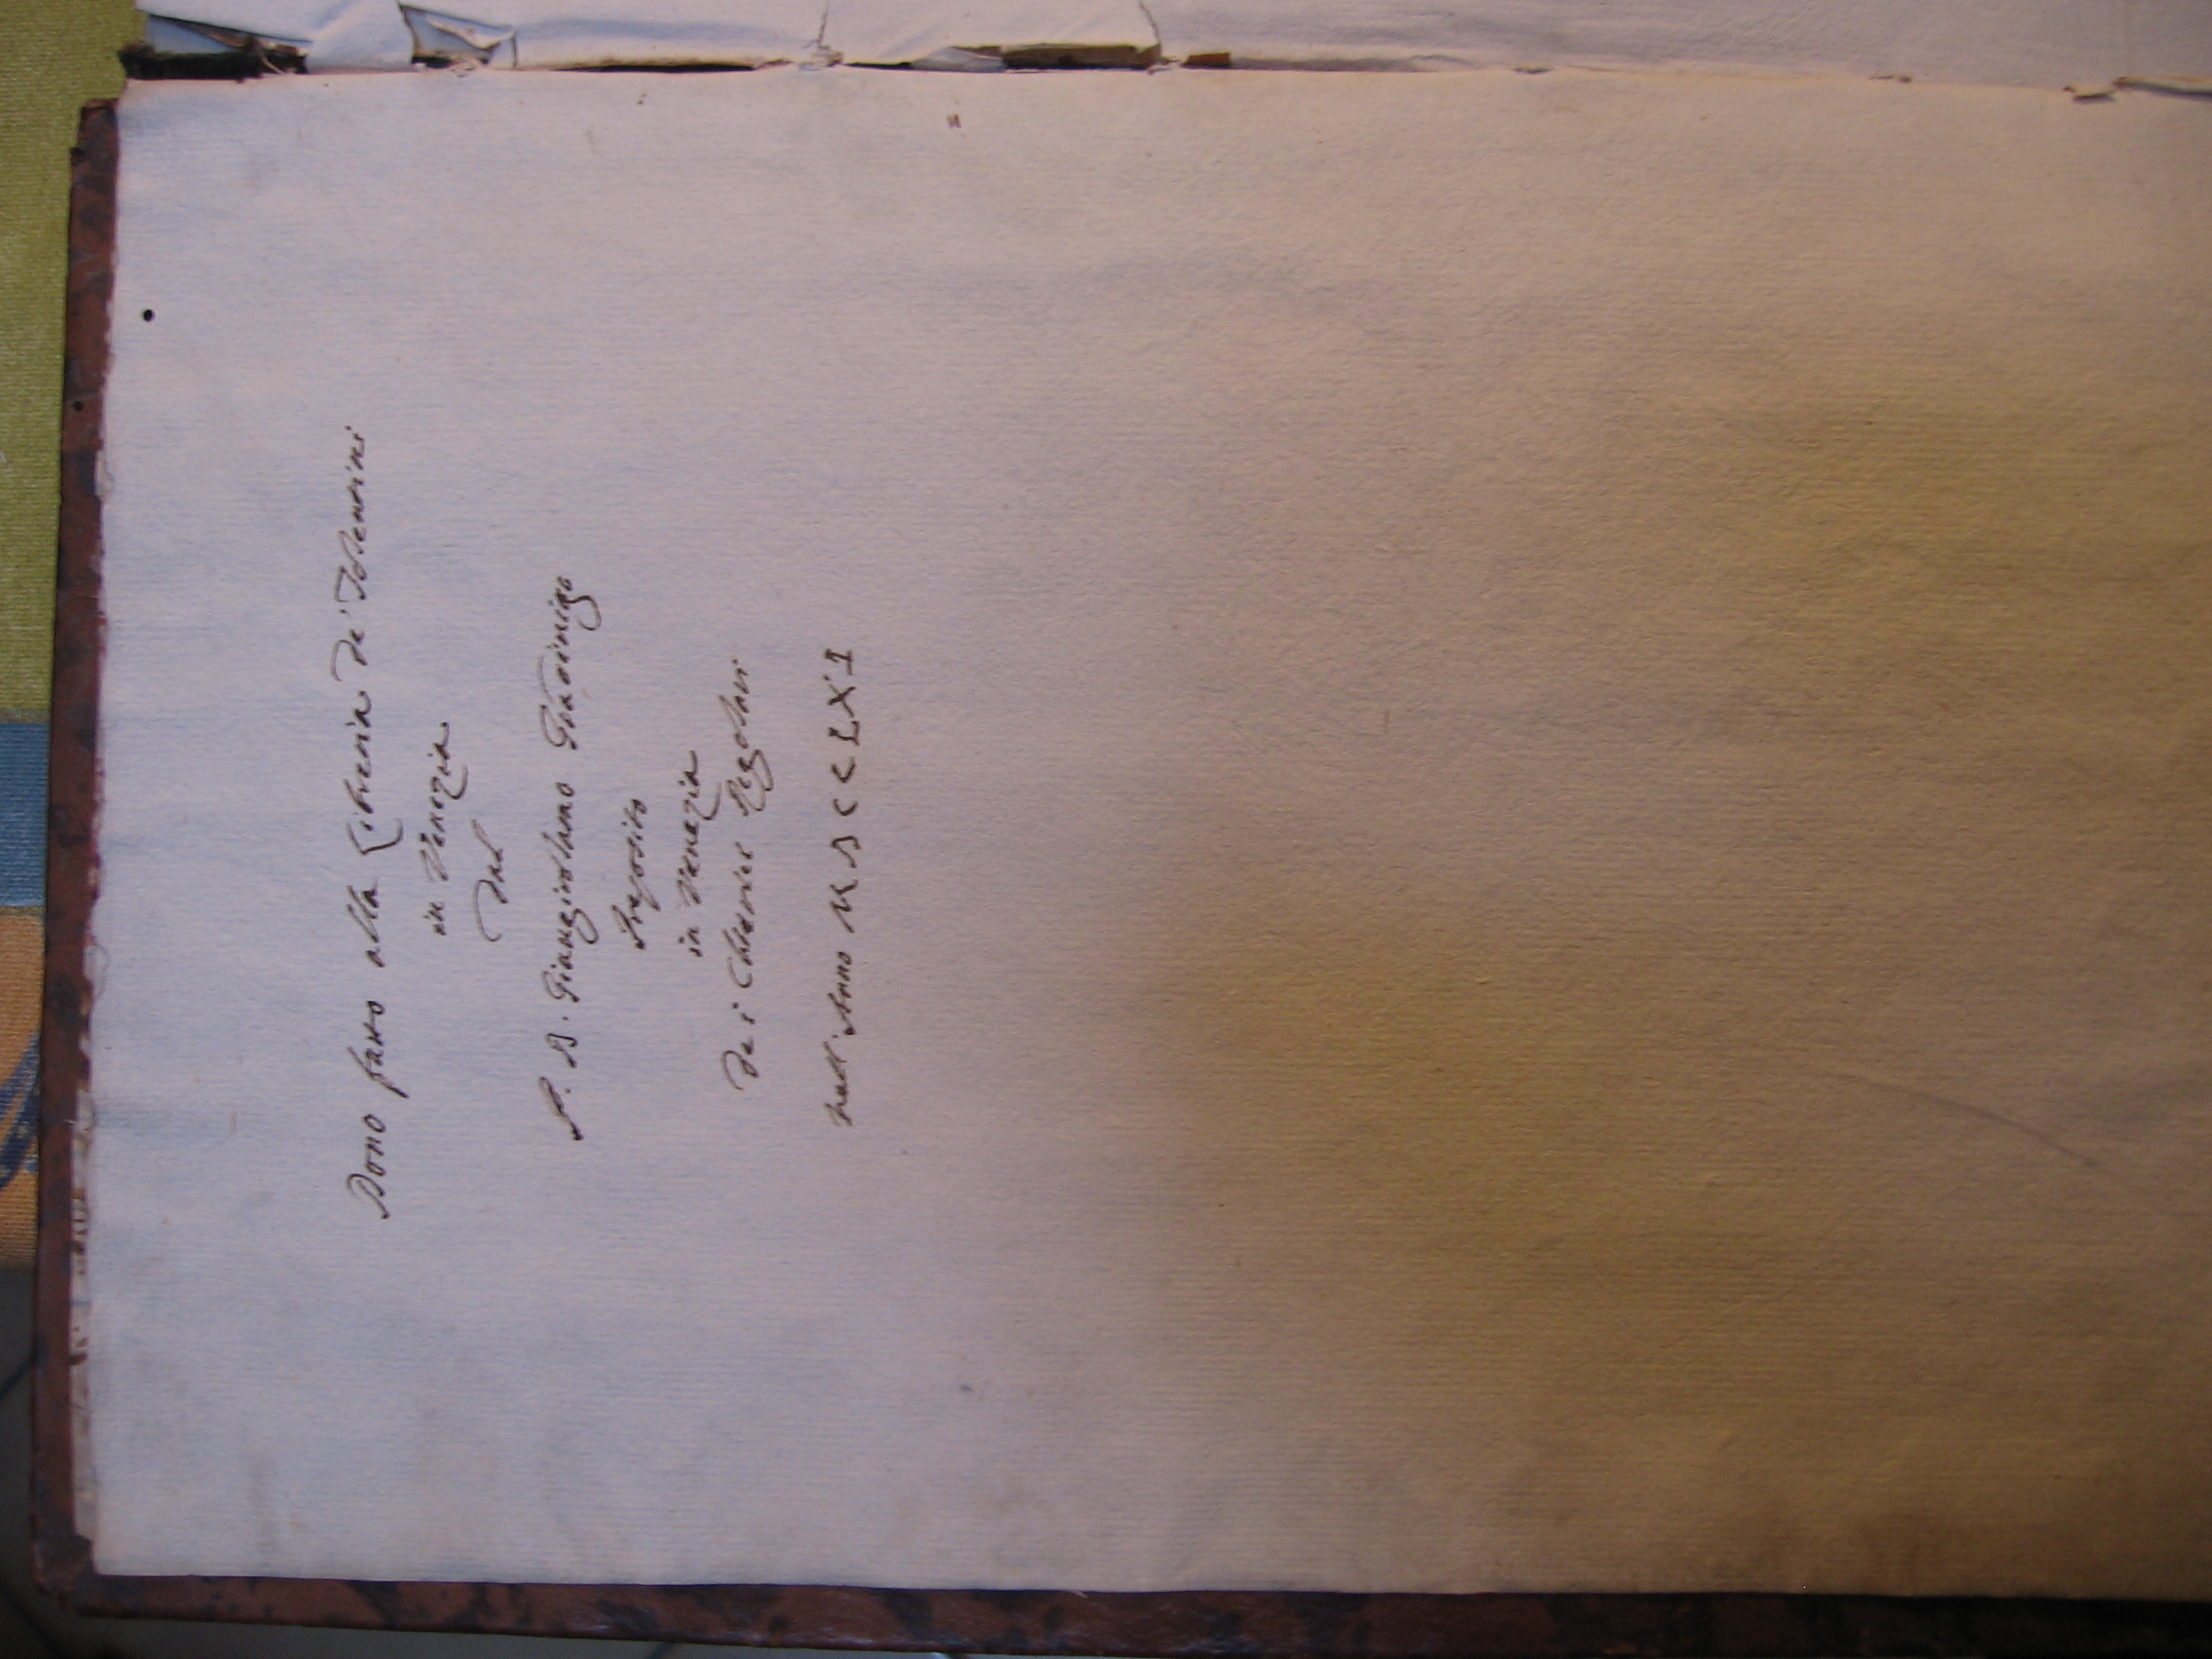 Dono fatto alla Libreria de' Tolentini
in Venezia
Dal
P. D. Giangirolamo Gradenigo
Preposito
in Venezia
De i Chierici Regolari
nell' Anno MDCCLXI